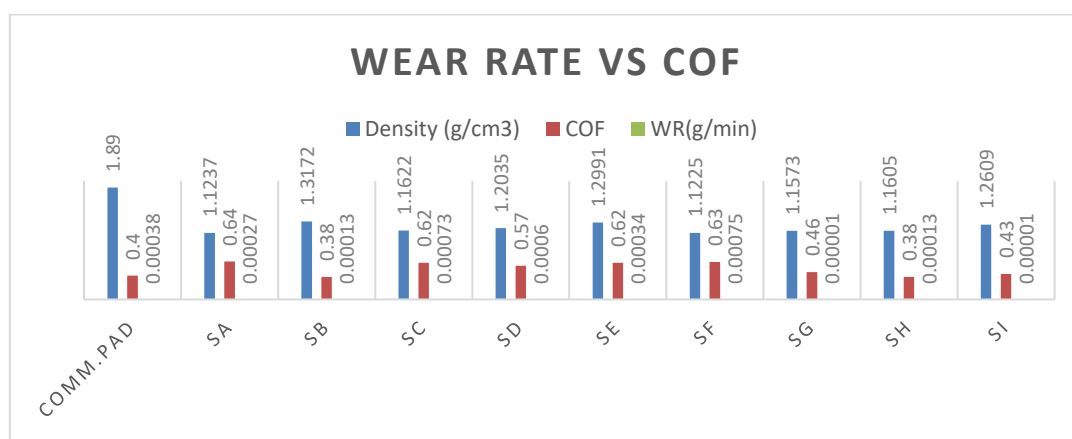 WEAR RATE VS COF
Density (g/cm3) COF WR(g/min)
1.89
0.4
0.00038
1.1237
0.64
0.00027
1.3172
0.38
0.00013
1.1622
0.62
0.00073
1.2035
0.57
0.0006
1.2991
0.62
0.00034
1.1225
0.63
0.00075
1.1573
0.46
0.00001
1.1605
0.38
0.00013
1.2609
0.43
0.00001
COMM.PAD
SA
SB
SC
SD
SE
SF
SG
SH
SI